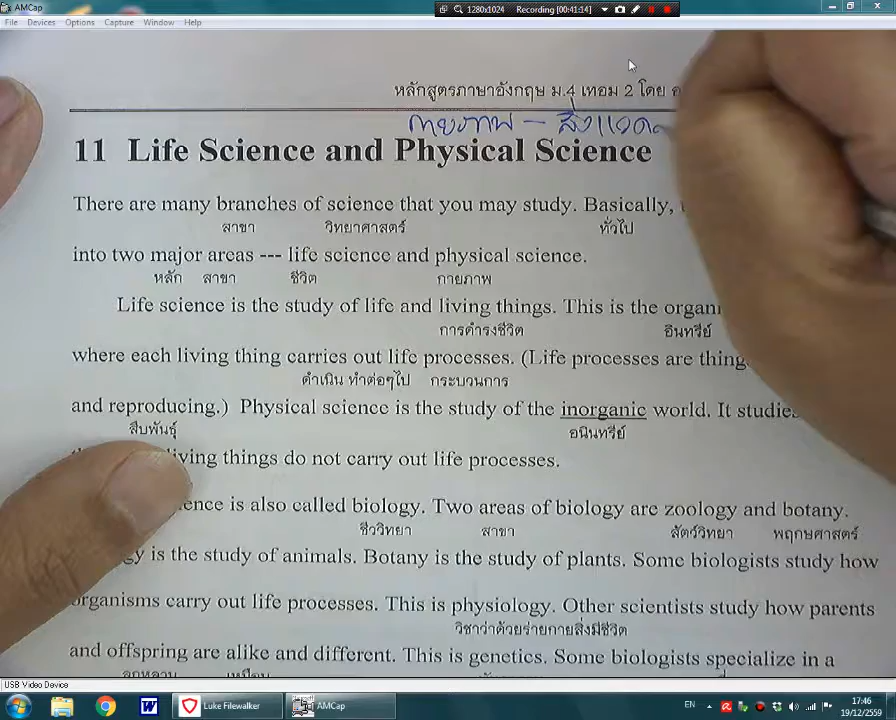 AMCap
1280x1024 Recording [00:41:14]
File Devices Options Capture Window Help
หลักสูตรภาษาอังกฤษ ม.4 เทอม 2 โดย
กายภาพ -
11 Life Science and Physical Science
There are many branches of science that you may study. Basically,
สาขา วิทยาศาสตร์ ทั่วไป
into two major areas --- life science and physical science.
หลัก สาขา ชีวิต กายภาพ
Life science is the study of life and living things. This is the
การดำรงชีวิต อินทรีย์
where each living thing carries out life processes. (Life processes are
ดำเนิน ทำต่อๆไป กระบวนการ
and reproducing.) Physical science is the study of the inorganic world. It
สืบพันธุ์ อนินทรีย์
things do not carry out life processes.
is also called biology. Two areas of biology are zoology and botany.
ชีววิทยา สาขา สัตว์วิทยา พฤกษศาสตร์
is the study of animals. Botany is the study of plants. Some biologists study how
organisms carry out life processes. This is physiology. Other scientists study how parents
วิชาว่าด้วยร่ายกายสิ่งมีชีวิต
and offspring are alike and different. This is genetics. Some biologists specialize in a
USB Video Device
Luke Filewalker AMCap EN 17:46
19/12/2559